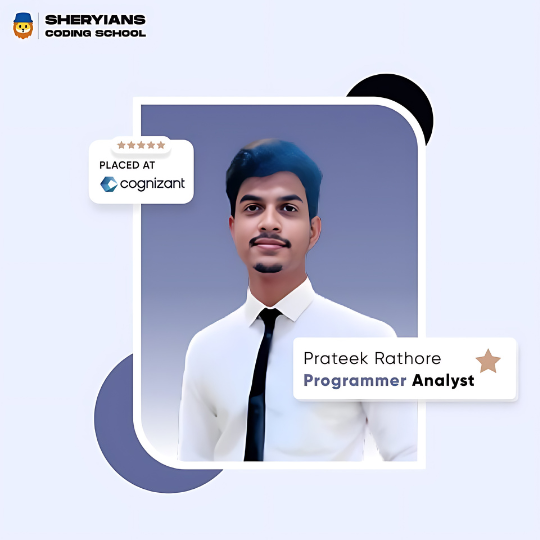 SHERYIANS
CODING SCHOOL
PLACED AT
cognizant
Prateek Rathore
Programmer Analyst